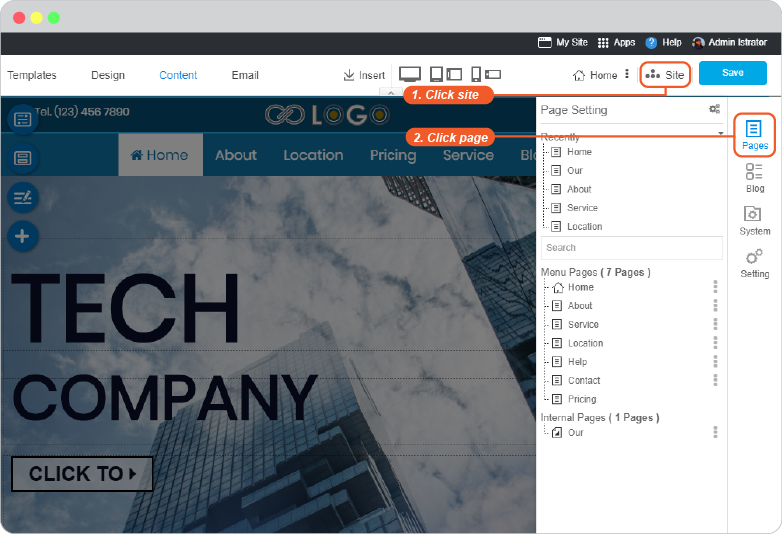 My Site Apps Help Admin Istrator
Templates Design Content Email Insert Home Site Save
1. Click site
Tel. (123) 456 7890
LOGO
Page Setting
2. Click page
Recently
Home
Our
About
Service
Location
Search
Menu Pages ( 7 Pages )
Home
About
Service
Location
Help
Contact
Pricing
Internal Pages ( 1 Pages )
Our
Pages
Blog
System
Setting
Home About Location Pricing Service
TECH
COMPANY
CLICK TO